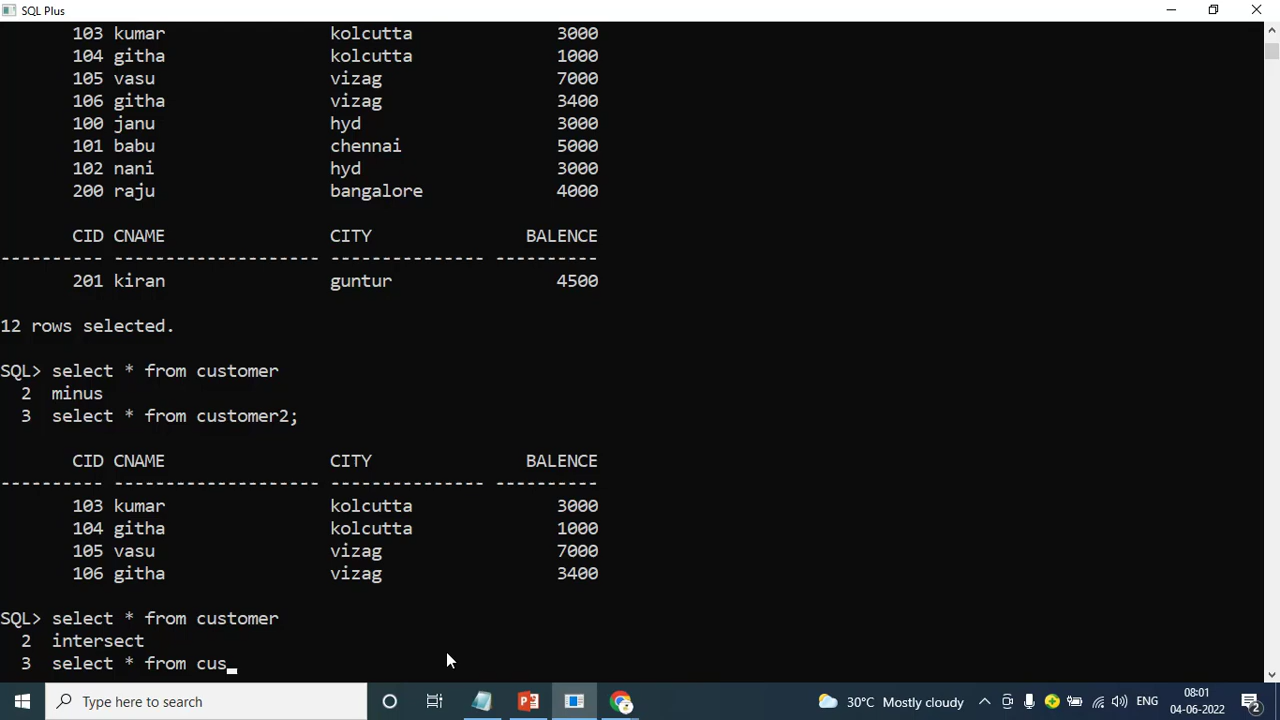 SQL Plus
103 kumar kolcutta 3000
104 githa kolcutta 1000
105 vasu vizag 7000
106 githa vizag 3400
100 janu hyd 3000
101 babu chennai 5000
102 nani hyd 3000
200 raju bangalore 4000
CID CNAME CITY BALENCE
---------- -------------------- --------------- ----------
201 kiran guntur 4500
12 rows selected.
SQL> select * from customer
2 minus
3 select * from customer2;
CID CNAME CITY BALENCE
---------- -------------------- --------------- ----------
103 kumar kolcutta 3000
104 githa kolcutta 1000
105 vasu vizag 7000
106 githa vizag 3400
SQL> select * from customer
2 intersect
3 select * from cus_
Type here to search 30°C Mostly cloudy ENG 08:01
04-06-2022 2